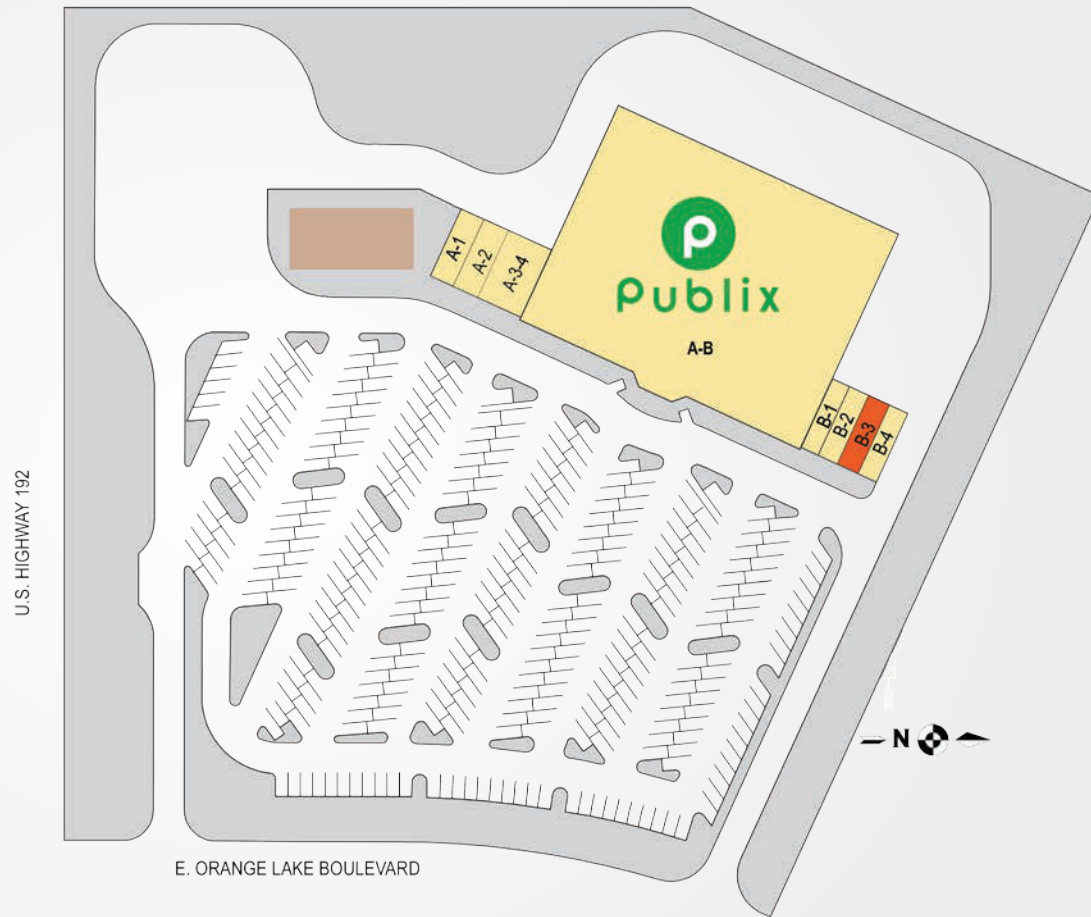 A-1
A-2
A-3-4
P
Publix
A-B
B-1
B-2
B-3
B-4
U.S. HIGHWAY 192
N
E. ORANGE LAKE BOULEVARD